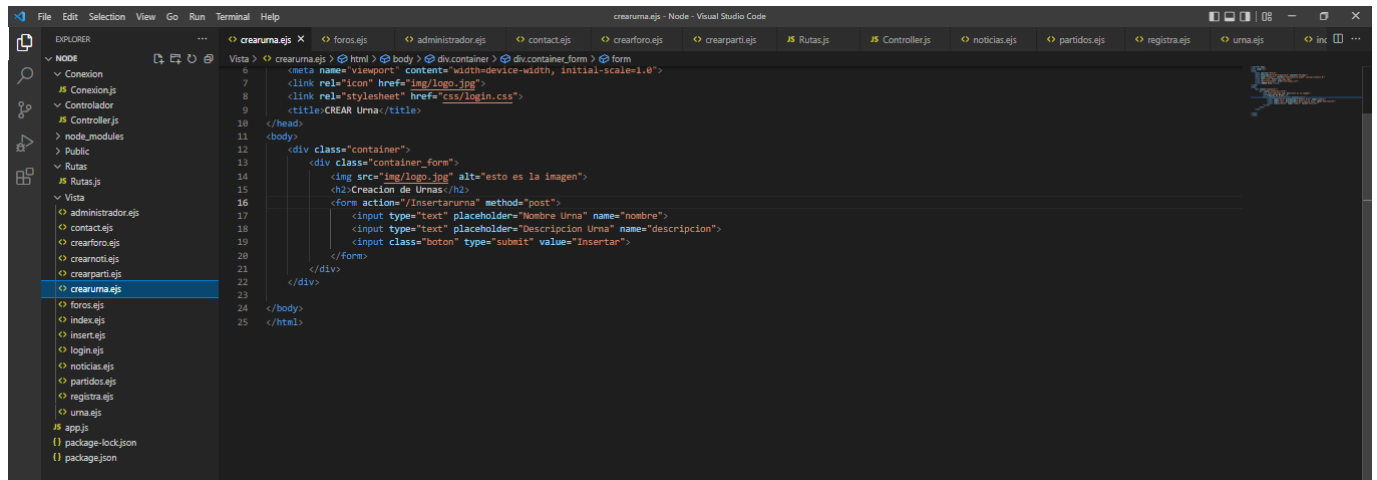 File Edit Selection View Go Run Terminal Help
crearurna.ejs - Node - Visual Studio Code
EXPLORER
crearurna.ejs foros.ejs administrador.ejs contact.ejs crearforo.ejs crearparti.ejs JS Rutas.js JS Controller.js noticias.ejs partidos.ejs registra.ejs urna.ejs inc
NODE
Conexion
JS Conexion.js
Controlador
JS Controller.js
node_modules
Public
Rutas
JS Rutas.js
Vista
administrador.ejs
contact.ejs
crearforo.ejs
crearnoti.ejs
crearparti.ejs
crearurna.ejs
foros.ejs
index.ejs
insert.ejs
login.ejs
noticias.ejs
partidos.ejs
registra.ejs
urna.ejs
JS app.js
{} package-lock.json
{} package.json
Vista > crearurna.ejs > html > body > div.container > div.container_form > form
6 <meta name="viewport" content="width=device-width, initial-scale=1.0">
7 <link rel="icon" href="img/logo.jpg">
8 <link rel="stylesheet" href="css/login.css">
9 <title>CREAR Urna</title>
10 </head>
11 <body>
12 <div class="container">
13 <div class="container_form">
14 <img src="img/logo.jpg" alt="esto es la imagen">
15 <h2>Creacion de Urnas</h2>
16 <form action="/Insertarurna" method="post">
17 <input type="text" placeholder="Nombre Urna" name="nombre">
18 <input type="text" placeholder="Descripcion Urna" name="descripcion">
19 <input class="boton" type="submit" value="Insertar">
20 </form>
21 </div>
22 </div>
23
24 </body>
25 </html>